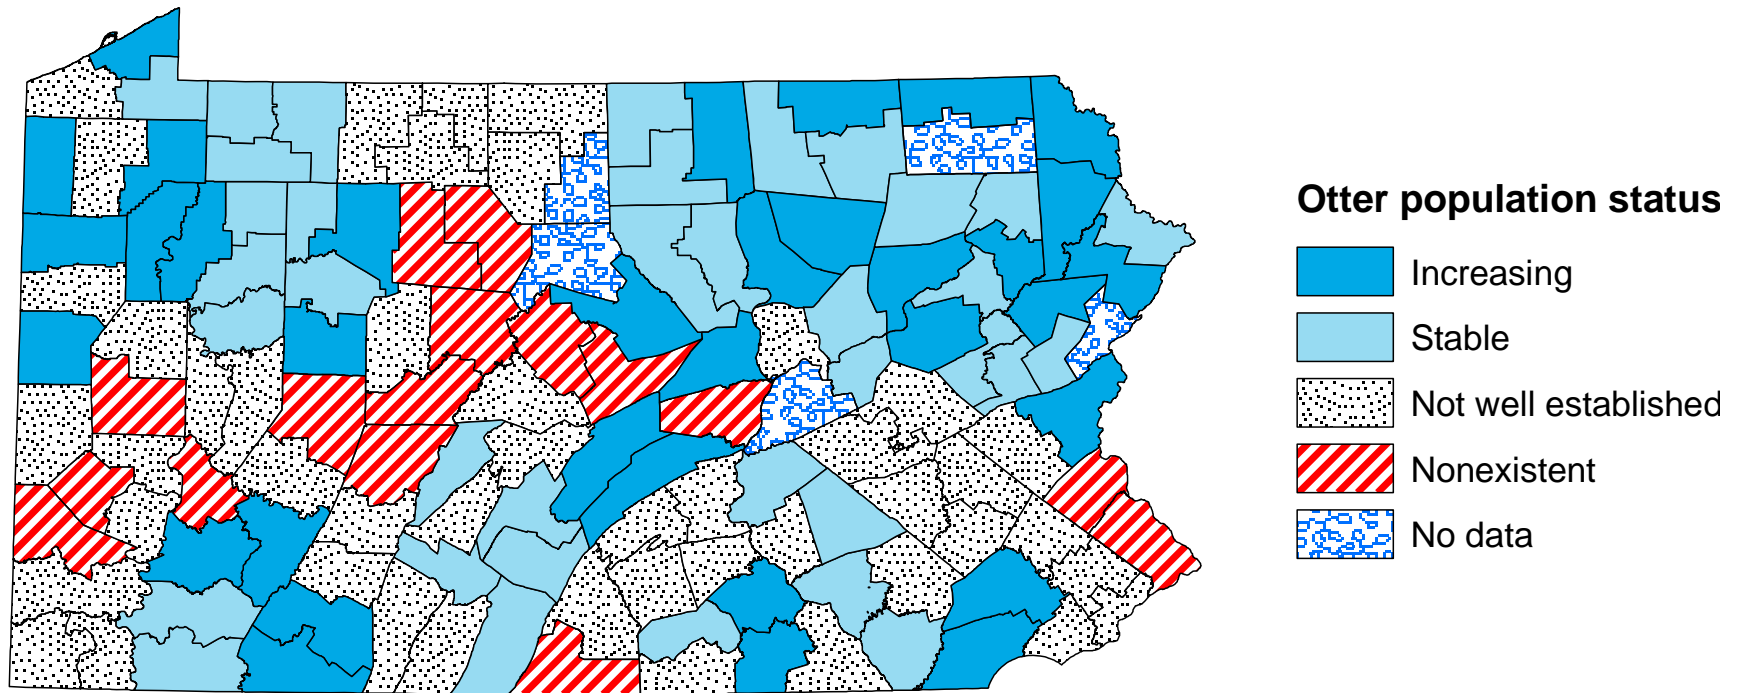 Otter population status
Increasing
Stable
Not well established
Nonexistent
No data